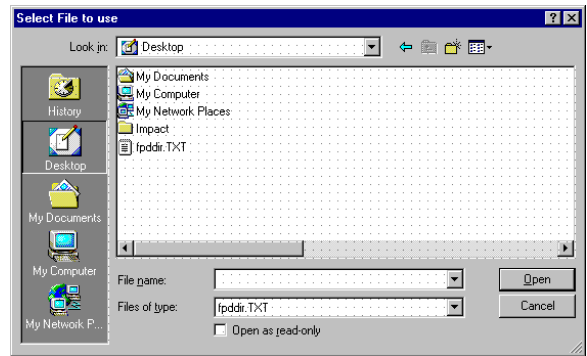 Select File to use
Look in: Desktop
History
Desktop
My Documents
My Computer
My Network P...
My Documents
My Computer
My Network Places
Impact
fpddir.TXT
File name:
Open
Files of type: fpddir.TXT
Cancel
Open as read-only